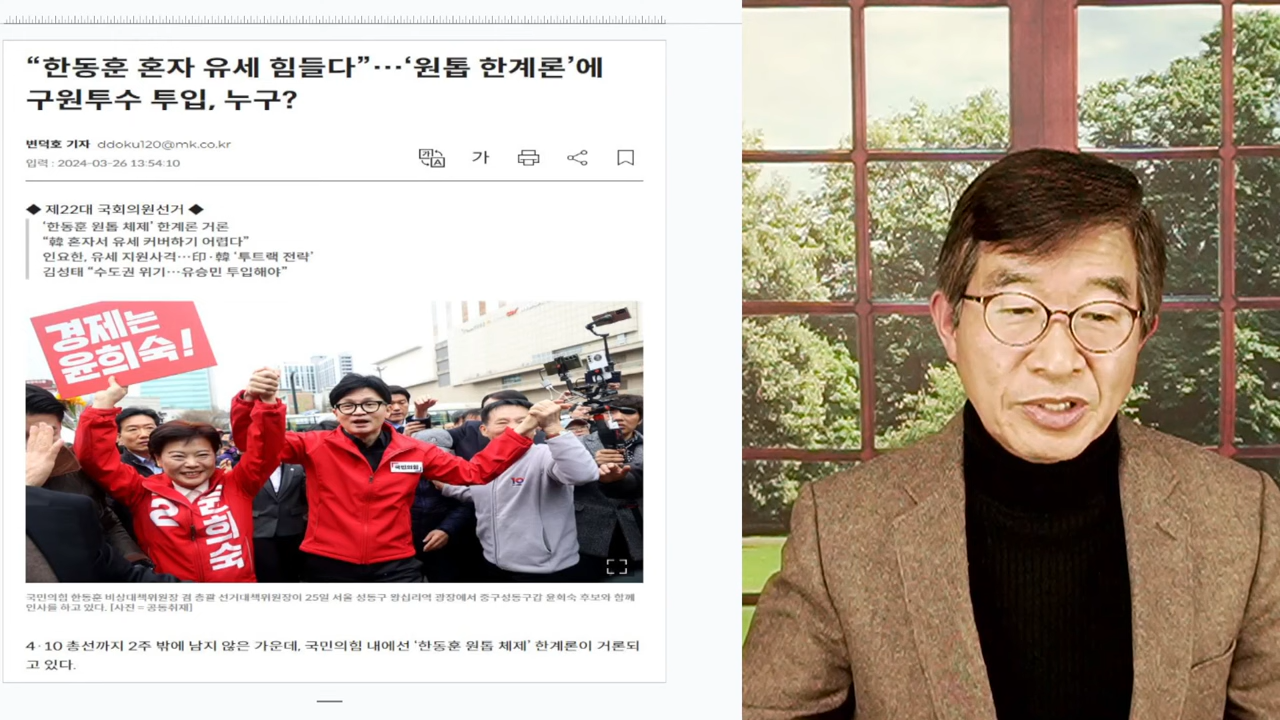 “한동훈 혼자 유세 힘들다”…‘원톱 한계론’에
구원투수 투입, 누구?
변덕호 기자 ddoku120@mk.co.kr
입력 : 2024-03-26 13:54:10
가
◆ 제22대 국회의원선거 ◆
‘한동훈 원톱 체제’ 한계론 거론
“韓 혼자서 유세 커버하기 어렵다”
인요한, 유세 지원사격…印·韓 ‘투트랙 전략’
김성태 “수도권 위기…유승민 투입해야”
경제는
윤희숙!
국민의힘
2 윤희숙
10
국민의힘 한동훈 비상대책위원장 겸 총괄 선거대책위원장이 25일 서울 성동구 왕십리역 광장에서 중구성동구갑 윤희숙 후보와 함께
인사를 하고 있다. [사진 = 공동취재]
4·10 총선까지 2주 밖에 남지 않은 가운데, 국민의힘 내에선 ‘한동훈 원톱 체제’ 한계론이 거론되
고 있다.